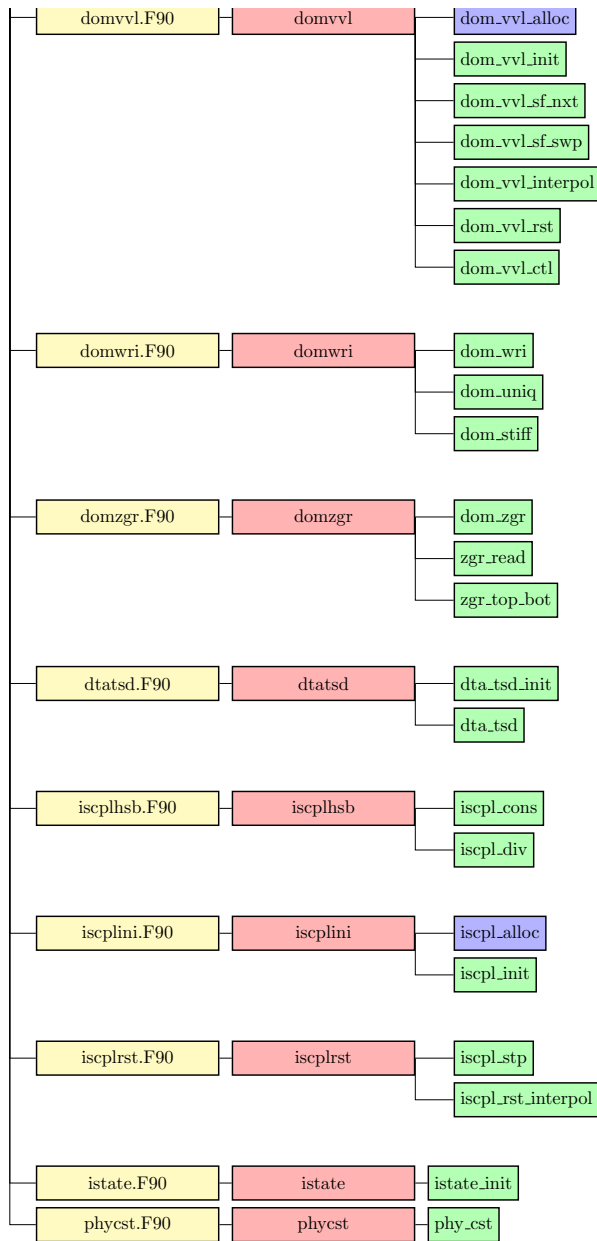 domvvl.F90 domvvl dom_vvl_alloc
dom_vvl_init
dom_vvl_sf_nxt
dom_vvl_sf_swp
dom_vvl_interpol
dom_vvl_rst
dom_vvl_ctl
domwri.F90 domwri dom_wri
dom_uniq
dom_stiff
domzgr.F90 domzgr dom_zgr
zgr_read
zgr_top_bot
dtatsd.F90 dtatsd dta_tsd_init
dta_tsd
iscplhsb.F90 iscplhsb iscpl_cons
iscpl_div
iscplini.F90 iscplini iscpl_alloc
iscpl_init
iscplrst.F90 iscplrst iscpl_stp
iscpl_rst_interpol
istate.F90 istate istate_init
phycst.F90 phycst phy_cst